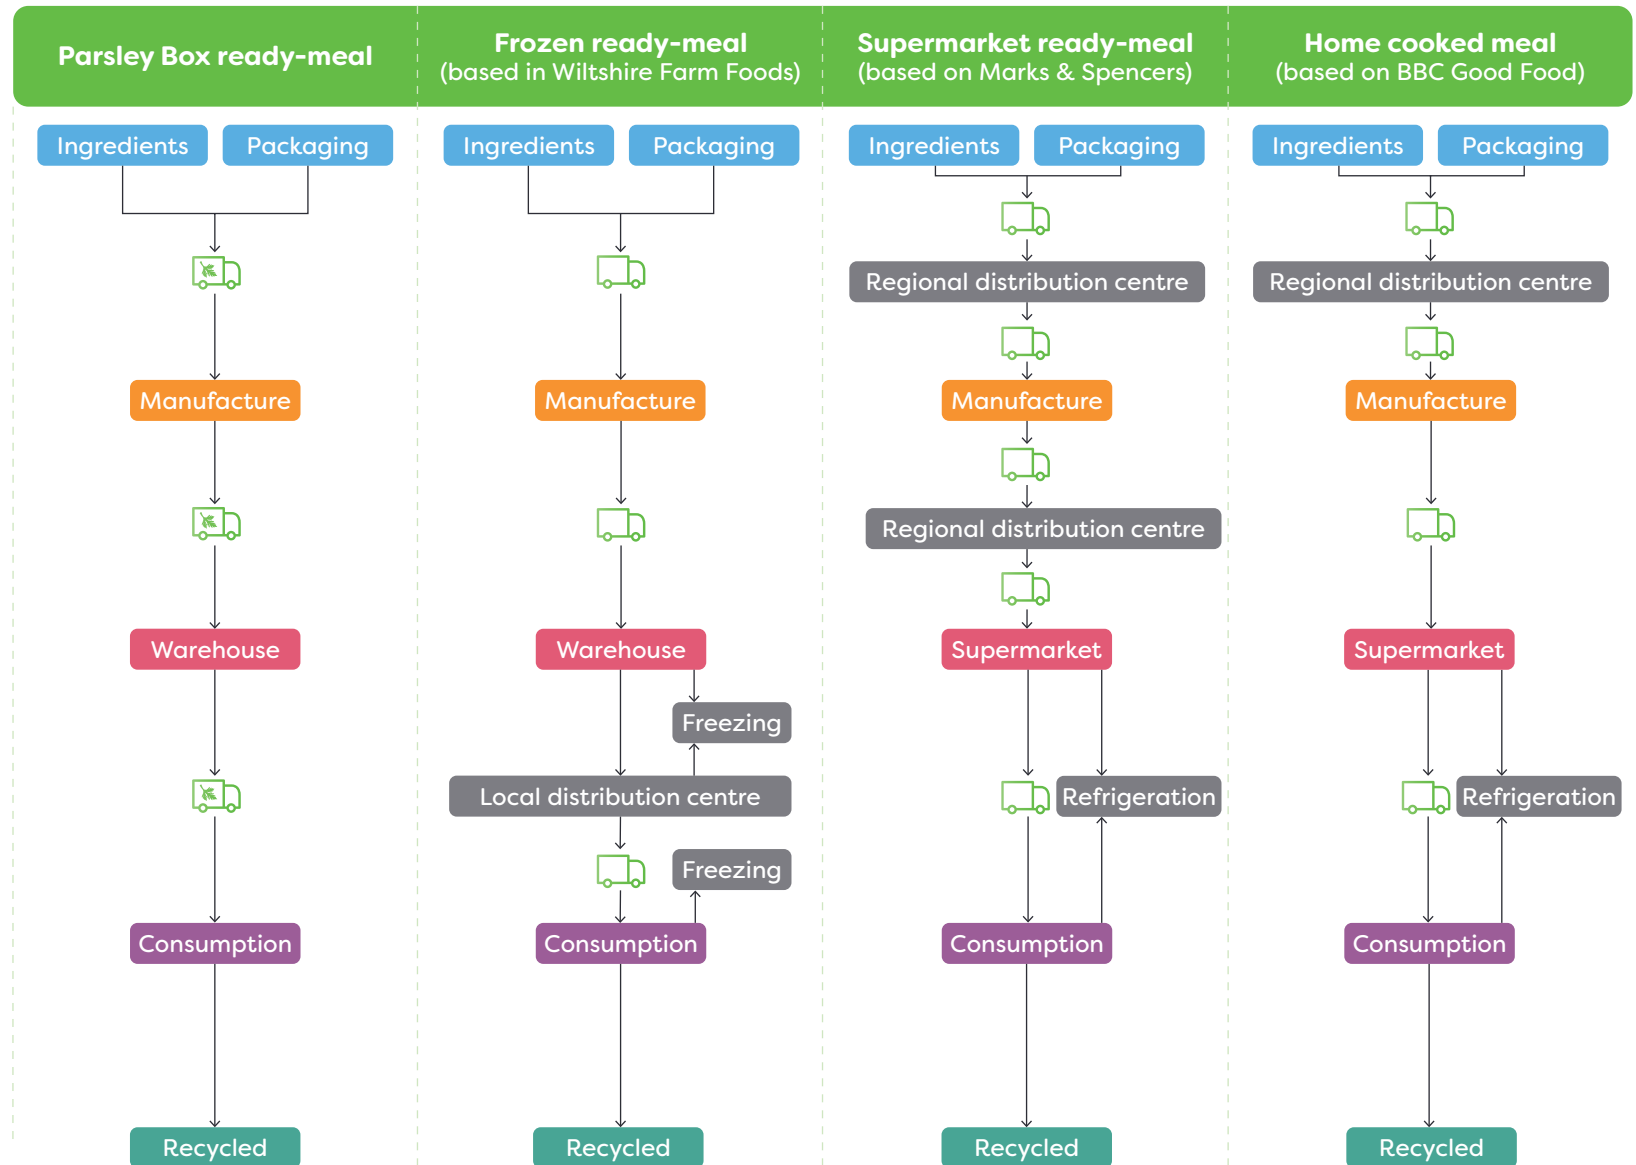 Parsley Box ready-meal
Frozen ready-meal
(based in Wiltshire Farm Foods)
Supermarket ready-meal
(based on Marks & Spencers)
Home cooked meal
(based on BBC Good Food)
Ingredients
Packaging
Manufacture
Warehouse
Consumption
Recycled
Ingredients
Packaging
Manufacture
Warehouse
Freezing
Local distribution centre
Freezing
Consumption
Recycled
Ingredients
Packaging
Regional distribution centre
Manufacture
Regional distribution centre
Supermarket
Refrigeration
Consumption
Recycled
Ingredients
Packaging
Regional distribution centre
Manufacture
Supermarket
Refrigeration
Consumption
Recycled